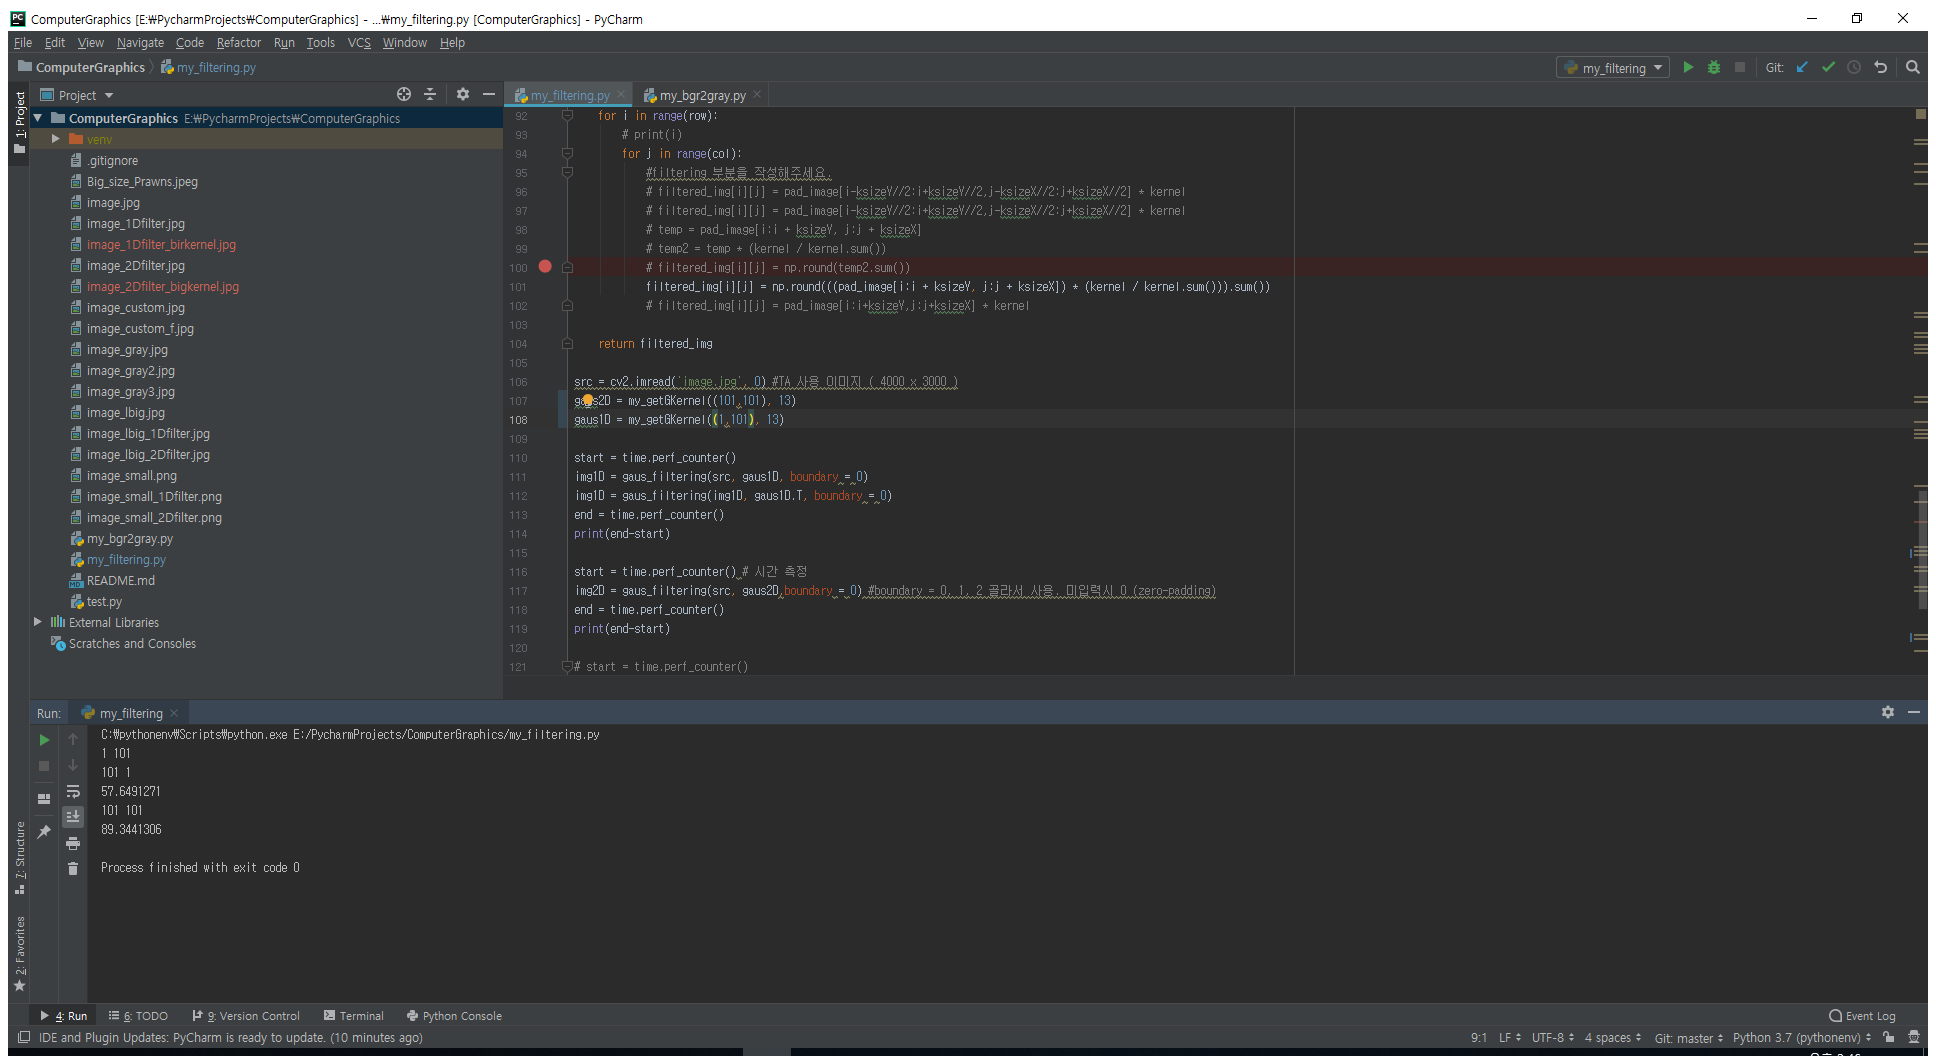 ComputerGraphics [E:₩PycharmProjects₩ComputerGraphics] - ...₩my_filtering.py [ComputerGraphics] - PyCharm
File Edit View Navigate Code Refactor Run Tools VCS Window Help
ComputerGraphics my_filtering.py
my_filtering Git:
1: Project
Project
ComputerGraphics E:₩PycharmProjects₩ComputerGraphics
venv
.gitignore
Big_size_Prawns.jpeg
image.jpg
image_1Dfilter.jpg
image_1Dfilter_birkernel.jpg
image_2Dfilter.jpg
image_2Dfilter_bigkernel.jpg
image_custom.jpg
image_custom_f.jpg
image_gray.jpg
image_gray2.jpg
image_gray3.jpg
image_lbig.jpg
image_lbig_1Dfilter.jpg
image_lbig_2Dfilter.jpg
image_small.png
image_small_1Dfilter.png
image_small_2Dfilter.png
my_bgr2gray.py
my_filtering.py
README.md
test.py
External Libraries
Scratches and Consoles
my_filtering.py my_bgr2gray.py
92 for i in range(row):
93 # print(i)
94 for j in range(col):
95 #filtering 부분을 작성해주세요.
96 # filtered_img[i][j] = pad_image[i-ksizeY//2:i+ksizeY//2,j-ksizeX//2:j+ksizeX//2] * kernel
97 # filtered_img[i][j] = pad_image[i-ksizeY//2:i+ksizeY//2,j-ksizeX//2:j+ksizeX//2] * kernel
98 # temp = pad_image[i:i + ksizeY, j:j + ksizeX]
99 # temp2 = temp * (kernel / kernel.sum())
100 # filtered_img[i][j] = np.round(temp2.sum())
101 filtered_img[i][j] = np.round(((pad_image[i:i + ksizeY, j:j + ksizeX]) * (kernel / kernel.sum())).sum())
102 # filtered_img[i][j] = pad_image[i:i+ksizeY,j:j+ksizeX] * kernel
103
104 return filtered_img
105
106 src = cv2.imread('image.jpg', 0) #TA 사용 이미지 ( 4000 x 3000 )
107 gaus2D = my_getGKernel((101,101), 13)
108 gaus1D = my_getGKernel((1,101), 13)
109
110 start = time.perf_counter()
111 img1D = gaus_filtering(src, gaus1D, boundary = 0)
112 img1D = gaus_filtering(img1D, gaus1D.T, boundary = 0)
113 end = time.perf_counter()
114 print(end-start)
115
116 start = time.perf_counter() # 시간 측정
117 img2D = gaus_filtering(src, gaus2D,boundary = 0) #boundary = 0, 1, 2 골라서 사용. 미입력시 0 (zero-padding)
118 end = time.perf_counter()
119 print(end-start)
120
121 # start = time.perf_counter()
Run: my_filtering
C:₩pythonenv₩Scripts₩python.exe E:/PycharmProjects/ComputerGraphics/my_filtering.py
1 101
101 1
57.6491271
101 101
89.3441306
Process finished with exit code 0
7: Structure
2: Favorites
4: Run 6: TODO 9: Version Control Terminal Python Console Event Log
IDE and Plugin Updates: PyCharm is ready to update. (10 minutes ago) 9:1 LF UTF-8 4 spaces Git: master Python 3.7 (pythonenv)